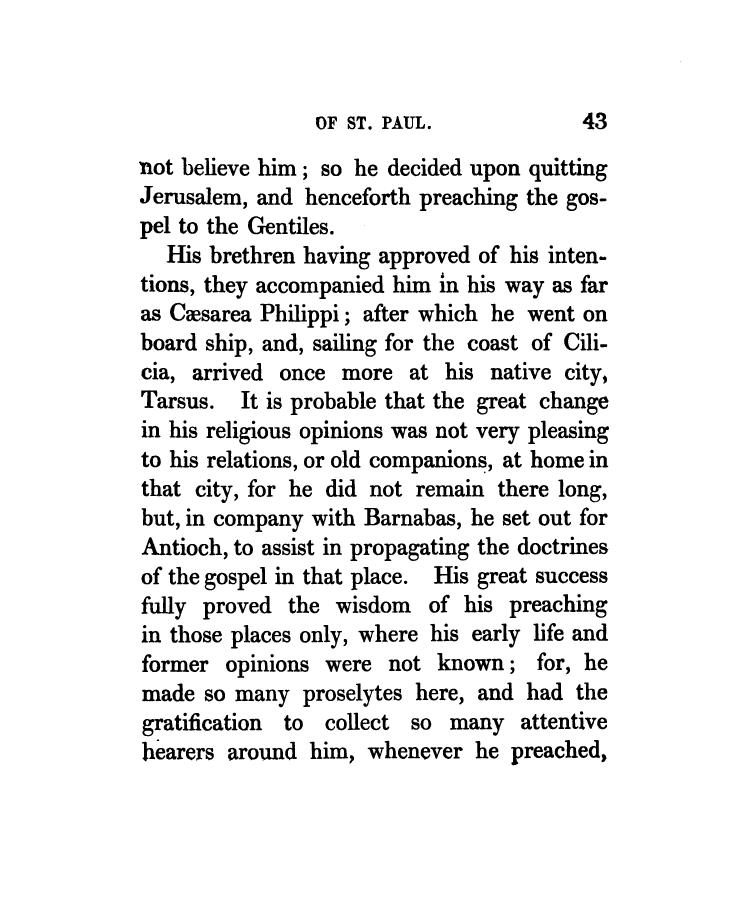 OF ST. PAUL. 43
not believe him ; so he decided upon quitting
Jerusalem, and henceforth preaching the gos-
pel to the Gentiles.
His brethren having approved of his inten-
tions, they accompanied him in his way as far
as Cæsarea Philippi ; after which he went on
board ship, and, sailing for the coast of Cili-
cia, arrived once more at his native city,
Tarsus. It is probable that the great change
in his religious opinions was not very pleasing
to his relations, or old companions, at home in
that city, for he did not remain there long,
but, in company with Barnabas, he set out for
Antioch, to assist in propagating the doctrines
of the gospel in that place. His great success
fully proved the wisdom of his preaching
in those places only, where his early life and
former opinions were not known ; for, he
made so many proselytes here, and had the
gratification to collect so many attentive
hearers around him, whenever he preached,